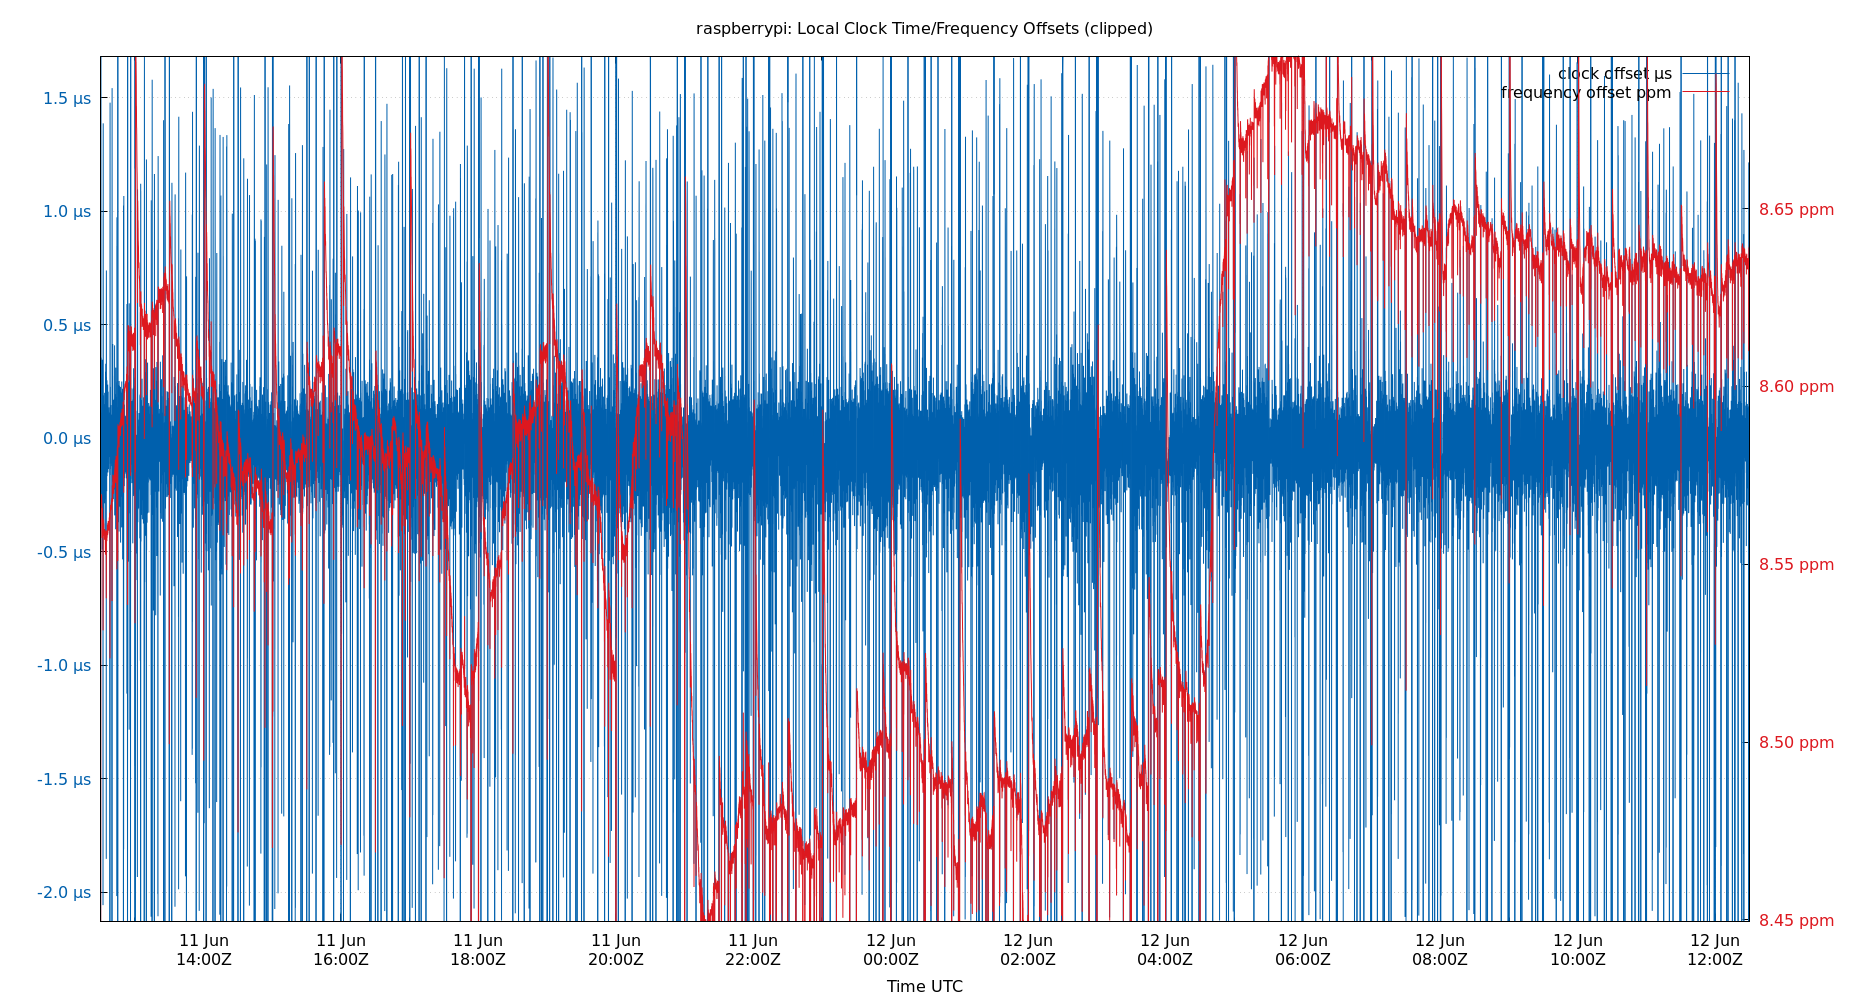 raspberrypi: Local Clock Time/Frequency Offsets (clipped)
clock offset µs
frequency offset ppm
1.5 µs
1.0 µs
0.5 µs
0.0 µs
-0.5 µs
-1.0 µs
-1.5 µs
-2.0 µs
8.65 ppm
8.60 ppm
8.55 ppm
8.50 ppm
8.45 ppm
11 Jun 11 Jun 11 Jun 11 Jun 11 Jun 12 Jun 12 Jun 12 Jun 12 Jun 12 Jun 12 Jun 12 Jun
14:00Z 16:00Z 18:00Z 20:00Z 22:00Z 00:00Z 02:00Z 04:00Z 06:00Z 08:00Z 10:00Z 12:00Z
Time UTC